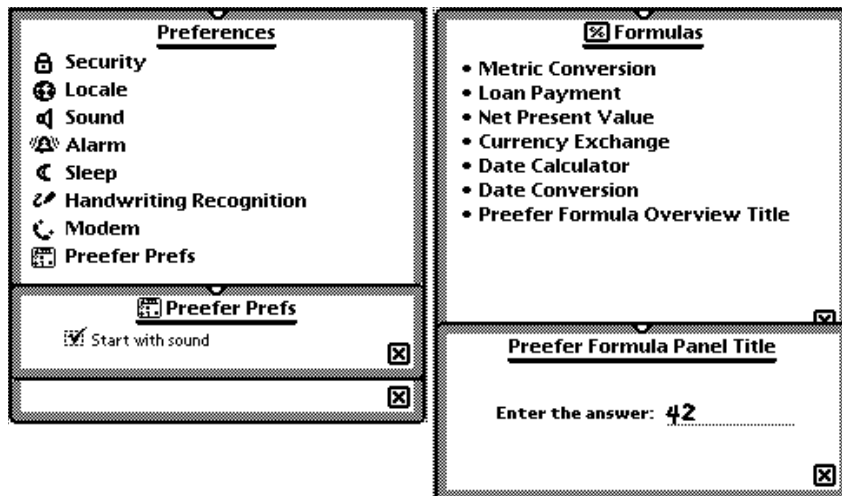 Preferences
Security
Locale
Sound
Alarm
Sleep
Handwriting Recognition
Modem
Preefer Prefs
Preefer Prefs
Start with sound
Formulas
• Metric Conversion
• Loan Payment
• Net Present Value
• Currency Exchange
• Date Calculator
• Date Conversion
• Preefer Formula Overview Title
Preefer Formula Panel Title
Enter the answer: 42